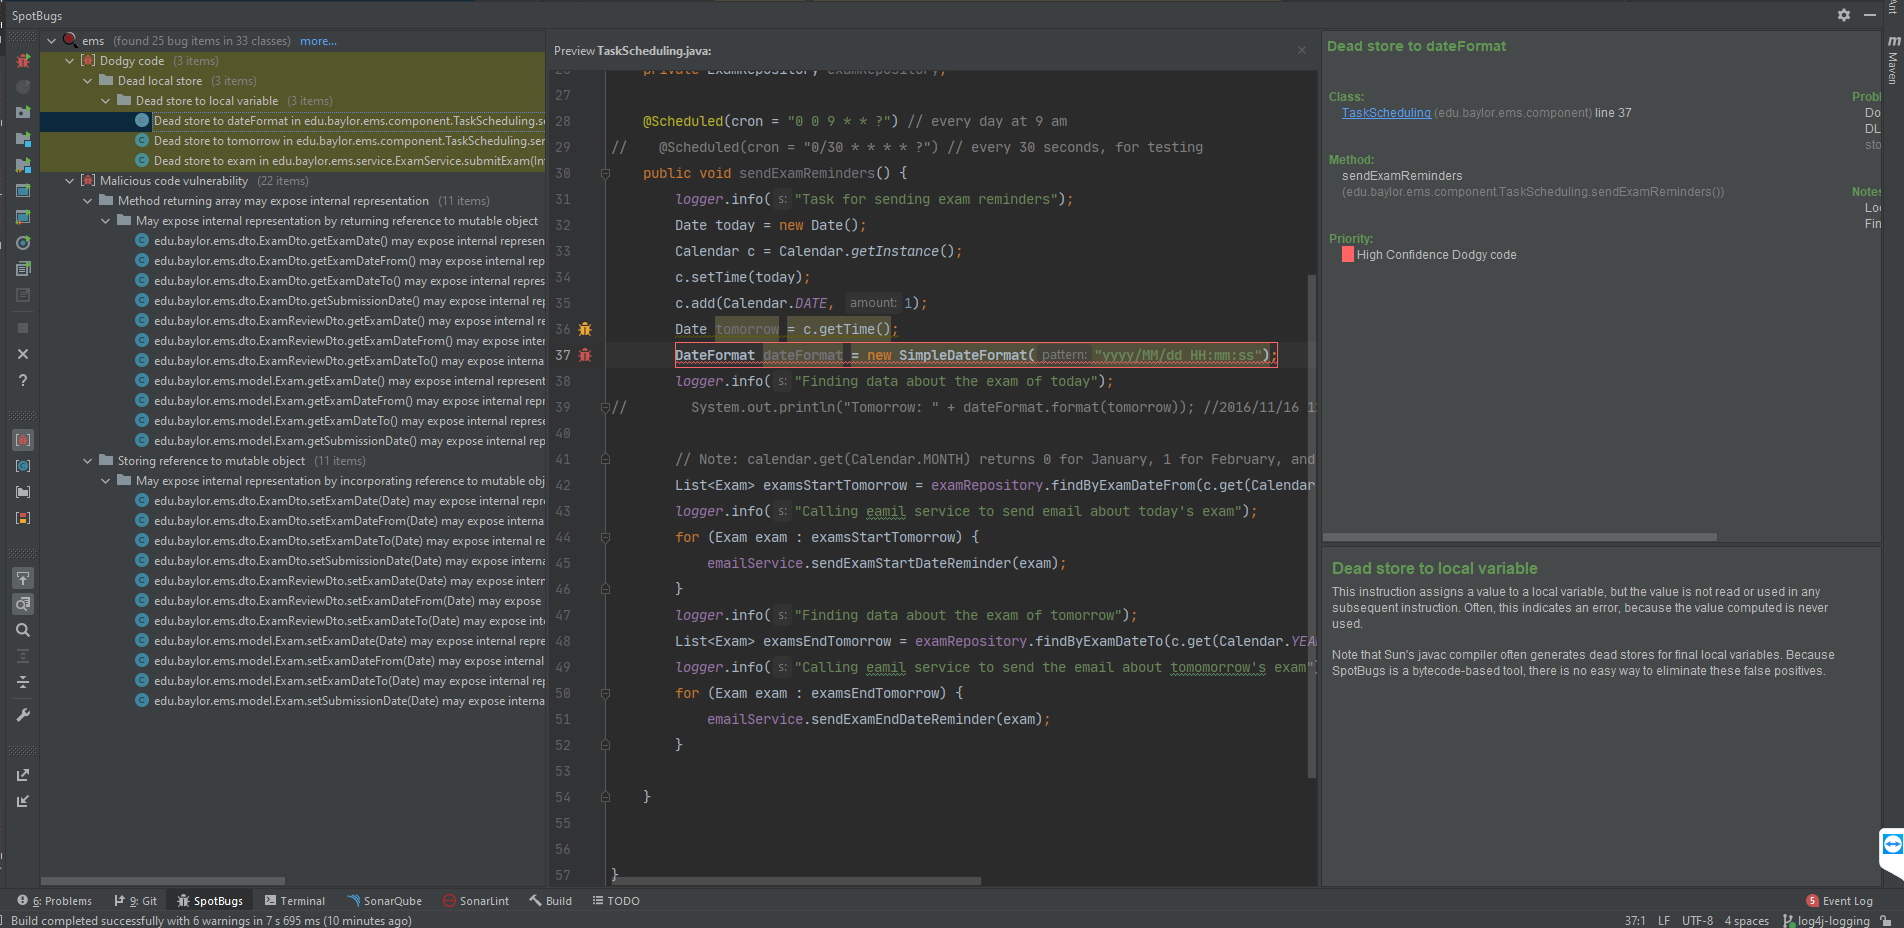 SpotBugs
Ant
Maven
ems (found 25 bug items in 33 classes) more...
Dodgy code (3 items)
Dead local store (3 items)
Dead store to local variable (3 items)
Dead store to dateFormat in edu.baylor.ems.component.TaskScheduling.s
Dead store to tomorrow in edu.baylor.ems.component.TaskScheduling.ser
Dead store to exam in edu.baylor.ems.service.ExamService.submitExam(In
Malicious code vulnerability (22 items)
Method returning array may expose internal representation (11 items)
May expose internal representation by returning reference to mutable object
edu.baylor.ems.dto.ExamDto.getExamDate() may expose internal represen
edu.baylor.ems.dto.ExamDto.getExamDateFrom() may expose internal rep
edu.baylor.ems.dto.ExamDto.getExamDateTo() may expose internal repres
edu.baylor.ems.dto.ExamDto.getSubmissionDate() may expose internal rep
edu.baylor.ems.dto.ExamReviewDto.getExamDate() may expose internal re
edu.baylor.ems.dto.ExamReviewDto.getExamDateFrom() may expose intern
edu.baylor.ems.dto.ExamReviewDto.getExamDateTo() may expose internal
edu.baylor.ems.model.Exam.getExamDate() may expose internal represent
edu.baylor.ems.model.Exam.getExamDateFrom() may expose internal repre
edu.baylor.ems.model.Exam.getExamDateTo() may expose internal represe
edu.baylor.ems.model.Exam.getSubmissionDate() may expose internal rep
Storing reference to mutable object (11 items)
May expose internal representation by incorporating reference to mutable obj
edu.baylor.ems.dto.ExamDto.setExamDate(Date) may expose internal repr
edu.baylor.ems.dto.ExamDto.setExamDateFrom(Date) may expose interna
edu.baylor.ems.dto.ExamDto.setExamDateTo(Date) may expose internal re
edu.baylor.ems.dto.ExamDto.setSubmissionDate(Date) may expose interna
edu.baylor.ems.dto.ExamReviewDto.setExamDate(Date) may expose intern
edu.baylor.ems.dto.ExamReviewDto.setExamDateFrom(Date) may expose
edu.baylor.ems.dto.ExamReviewDto.setExamDateTo(Date) may expose inte
edu.baylor.ems.model.Exam.setExamDate(Date) may expose internal repre
edu.baylor.ems.model.Exam.setExamDateFrom(Date) may expose internal
edu.baylor.ems.model.Exam.setExamDateTo(Date) may expose internal rep
edu.baylor.ems.model.Exam.setSubmissionDate(Date) may expose interna
Preview TaskScheduling.java:
26 private ExamRepository examRepository;
27
28 @Scheduled(cron = "0 0 9 * * ?") // every day at 9 am
29 // @Scheduled(cron = "0/30 * * * * ?") // every 30 seconds, for testing
30 public void sendExamReminders() {
31 logger.info( s: "Task for sending exam reminders");
32 Date today = new Date();
33 Calendar c = Calendar.getInstance();
34 c.setTime(today);
35 c.add(Calendar.DATE, amount: 1);
36 Date tomorrow = c.getTime();
37 DateFormat dateFormat = new SimpleDateFormat( pattern: "yyyy/MM/dd HH:mm:ss");
38 logger.info( s: "Finding data about the exam of today");
39 // System.out.println("Tomorrow: " + dateFormat.format(tomorrow)); //2016/11/16 1
40
41 // Note: calendar.get(Calendar.MONTH) returns 0 for January, 1 for February, and
42 List<Exam> examsStartTomorrow = examRepository.findByExamDateFrom(c.get(Calendar
43 logger.info( s: "Calling eamil service to send email about today's exam");
44 for (Exam exam : examsStartTomorrow) {
45 emailService.sendExamStartDateReminder(exam);
46 }
47 logger.info( s: "Finding data about the exam of tomorrow");
48 List<Exam> examsEndTomorrow = examRepository.findByExamDateTo(c.get(Calendar.YEA
49 logger.info( s: "Calling eamil service to send the email about tomomorrow's exam"
50 for (Exam exam : examsEndTomorrow) {
51 emailService.sendExamEndDateReminder(exam);
52 }
53
54 }
55
56
57 }
Dead store to dateFormat
Class:
TaskScheduling (edu.baylor.ems.component) line 37
Method:
sendExamReminders
(edu.baylor.ems.component.TaskScheduling.sendExamReminders())
Priority:
High Confidence Dodgy code
Probl
Do
DL
sto
Notes
Lo
Fin
Dead store to local variable
This instruction assigns a value to a local variable, but the value is not read or used in any
subsequent instruction. Often, this indicates an error, because the value computed is never
used.
Note that Sun's javac compiler often generates dead stores for final local variables. Because
SpotBugs is a bytecode-based tool, there is no easy way to eliminate these false positives.
6: Problems 9: Git SpotBugs Terminal SonarQube SonarLint Build TODO 5 Event Log
Build completed successfully with 6 warnings in 7 s 695 ms (10 minutes ago) 37:1 LF UTF-8 4 spaces log4j-logging